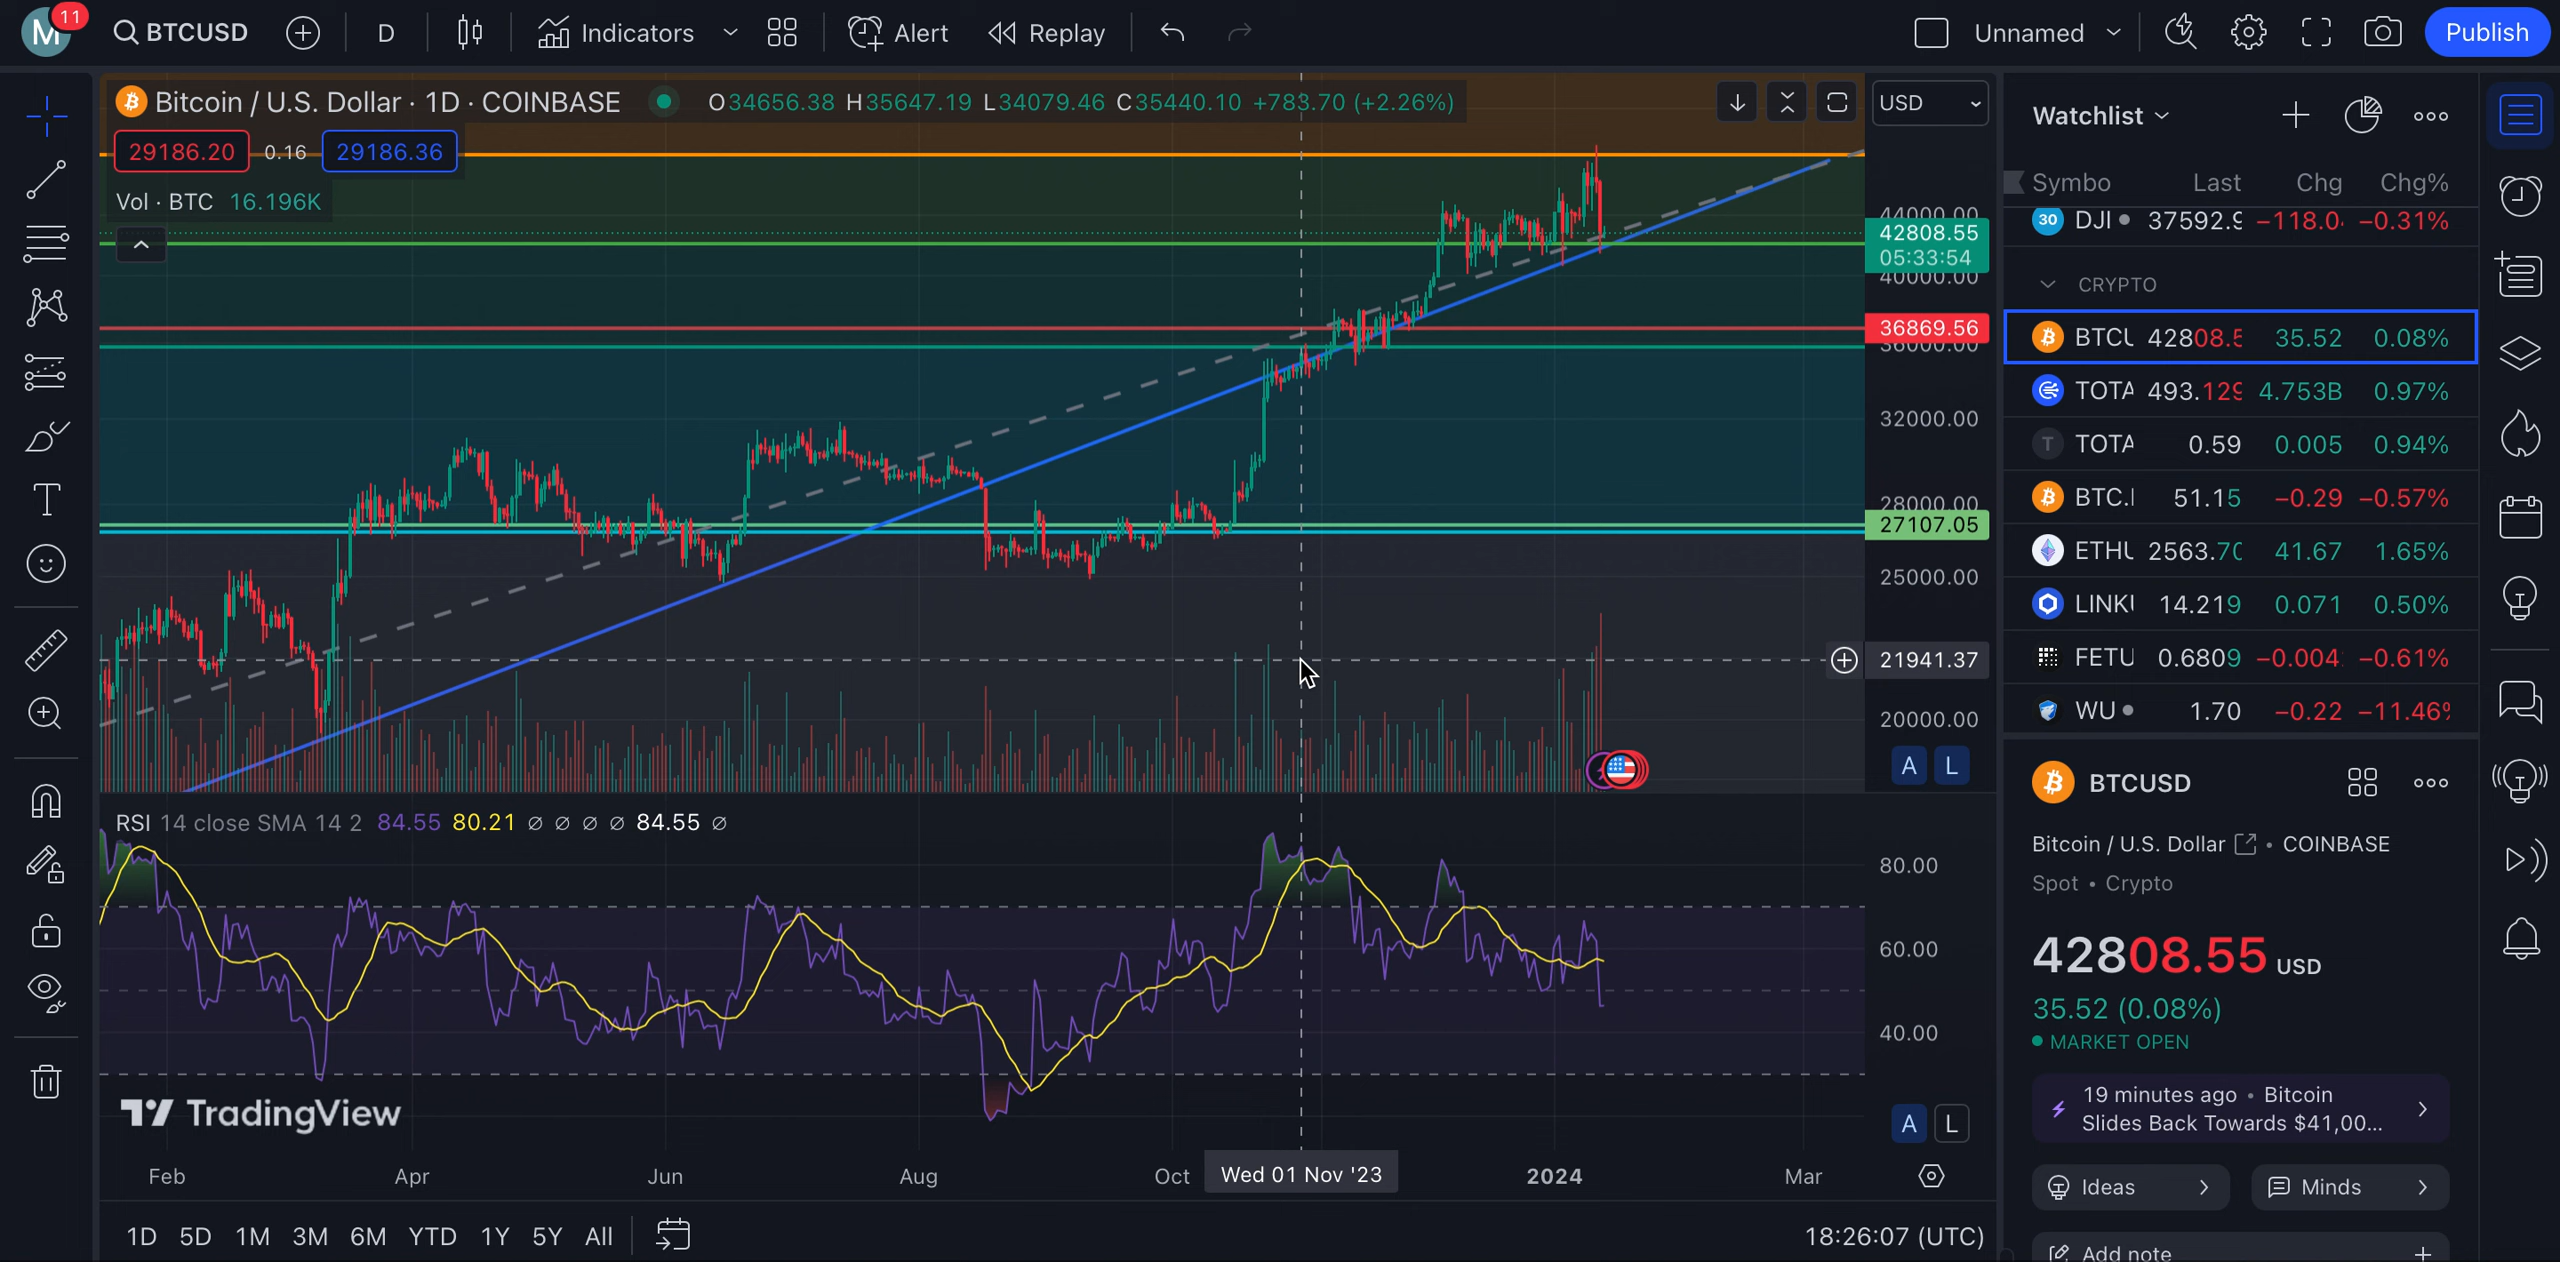 M 11 BTCUSD D Indicators Alert Replay Unnamed Publish
Bitcoin / U.S. Dollar · 1D · COINBASE O34656.38 H35647.19 L34079.46 C35440.10 +783.70 (+2.26%)
USD
29186.20 0.16 29186.36
Vol · BTC 16.196K
44000.00
42808.55
05:33:54
40000.00
36869.56
36000.00
32000.00
28000.00
27107.05
25000.00
21941.37
20000.00
A L
RSI 14 close SMA 14 2 84.55 80.21 ∅ ∅ ∅ ∅ 84.55 ∅
80.00
60.00
40.00
A L
TradingView
Feb Apr Jun Aug Oct Wed 01 Nov '23 2024 Mar
1D 5D 1M 3M 6M YTD 1Y 5Y All
18:26:07 (UTC)
Watchlist
Symbo Last Chg Chg%
30 DJI 37592.9 −118.0 −0.31%
CRYPTO
BTCU 42808.5 35.52 0.08%
TOTA 493.129 4.753B 0.97%
T TOTA 0.59 0.005 0.94%
BTC. 51.15 −0.29 −0.57%
ETHU 2563.70 41.67 1.65%
LINKU 14.219 0.071 0.50%
FETU 0.6809 −0.004 −0.61%
WU 1.70 −0.22 −11.46%
BTCUSD
Bitcoin / U.S. Dollar • COINBASE
Spot • Crypto
42808.55 USD
35.52 (0.08%)
MARKET OPEN
19 minutes ago • Bitcoin
Slides Back Towards $41,00...
Ideas Minds
Add note